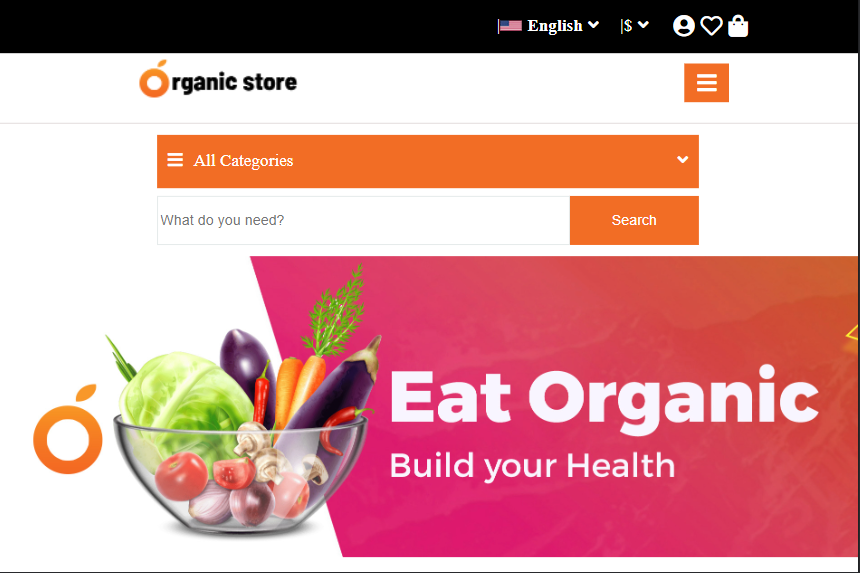 English
|$
Organic store
All Categories
What do you need?
Search
Eat Organic
Build your Health